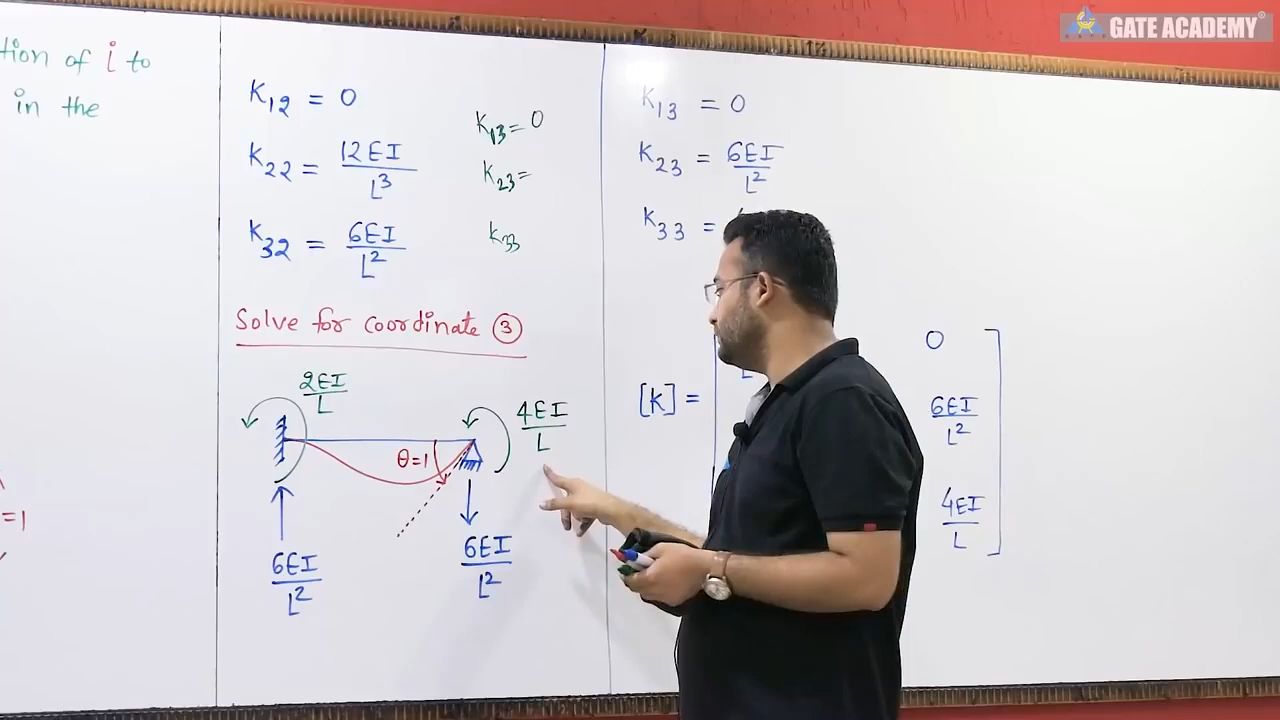 GATE ACADEMY®
tion of i to
in the
=1
K12 = 0
K22 = 12EI/L³
K32 = 6EI/L²
K13 = 0
K23 =
K33
Solve for coordinate ③
2EI/L
4EI/L
θ=1
6EI/L²
6EI/L²
K13 = 0
K23 = 6EI/L²
K33 =
[K] =
0
6EI/L²
4EI/L